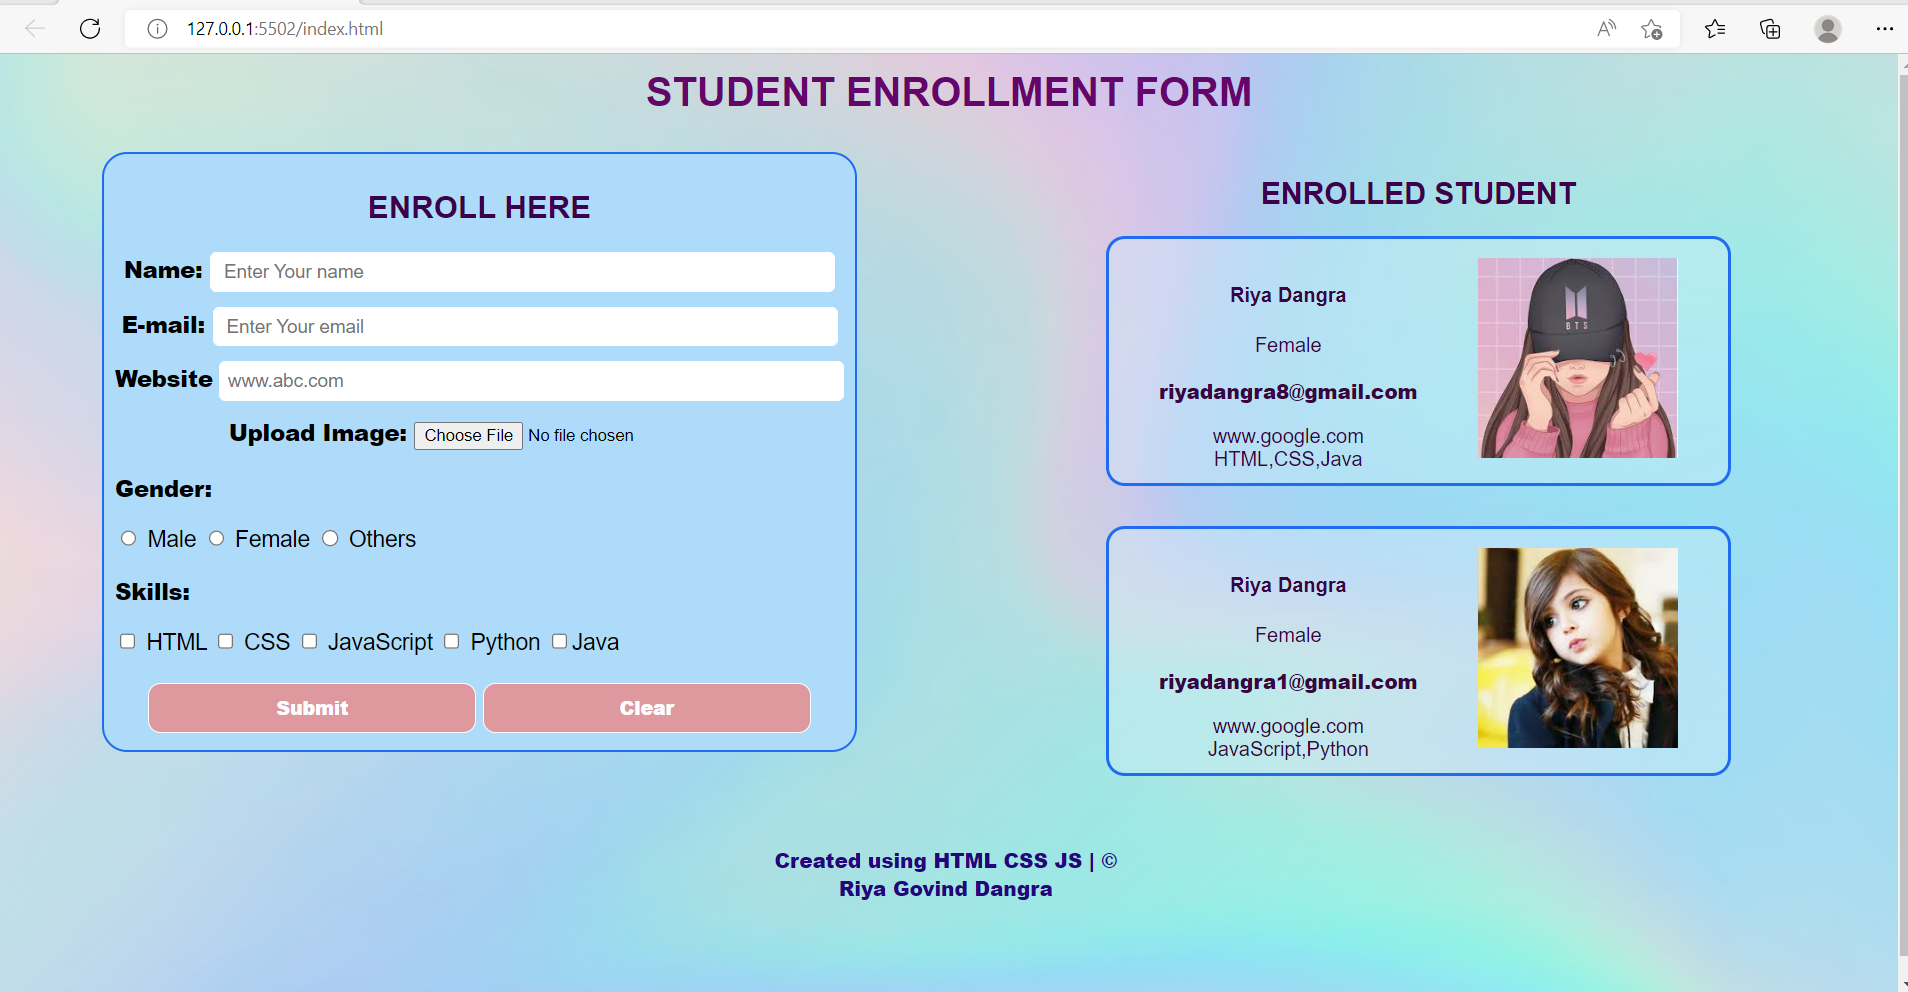 127.0.0.1:5502/index.html
STUDENT ENROLLMENT FORM
ENROLL HERE
Name: Enter Your name
E-mail: Enter Your email
Website www.abc.com
Upload Image: Choose File No file chosen
Gender:
Male Female Others
Skills:
HTML CSS JavaScript Python Java
Submit Clear
ENROLLED STUDENT
Riya Dangra
Female
riyadangra8@gmail.com
www.google.com
HTML,CSS,Java
BTS
Riya Dangra
Female
riyadangra1@gmail.com
www.google.com
JavaScript,Python
Created using HTML CSS JS | ©
Riya Govind Dangra